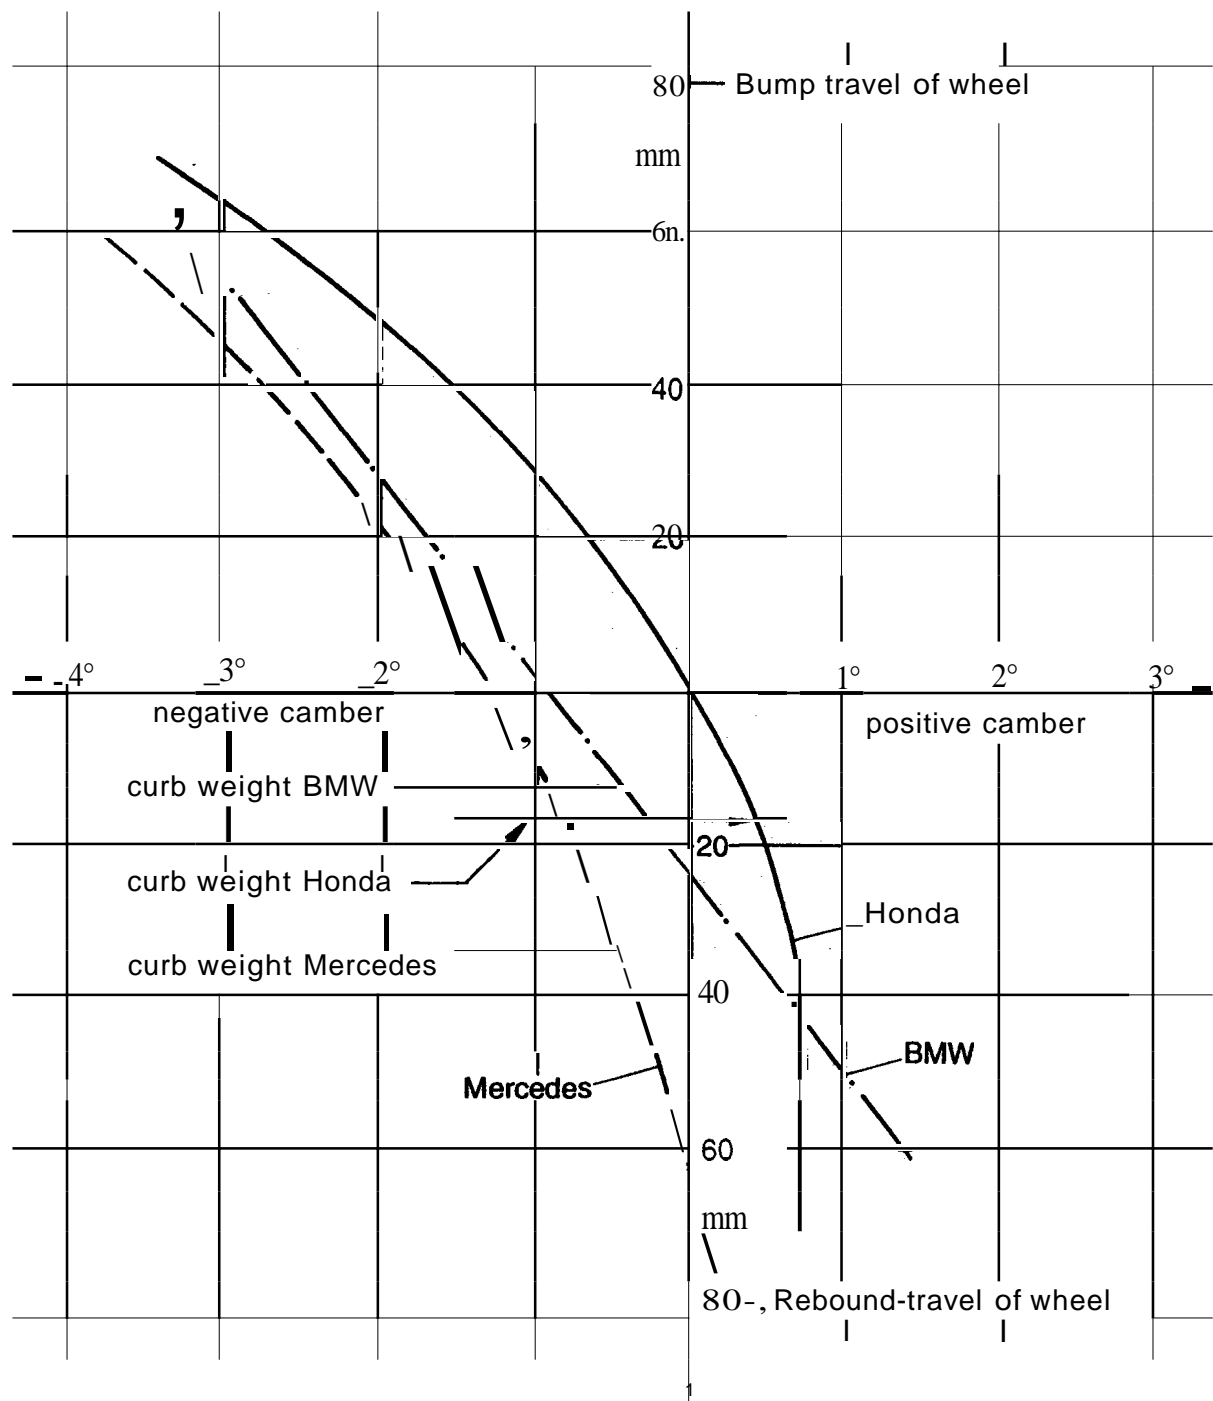 80 Bump travel of wheel
mm
6n.
40
20
- -4° _3° _2° 1° 2° 3° -
negative camber positive camber
curb weight BMW
20
curb weight Honda
_Honda
curb weight Mercedes
40
BMW
Mercedes
60
mm
80-, Rebound-travel of wheel
1